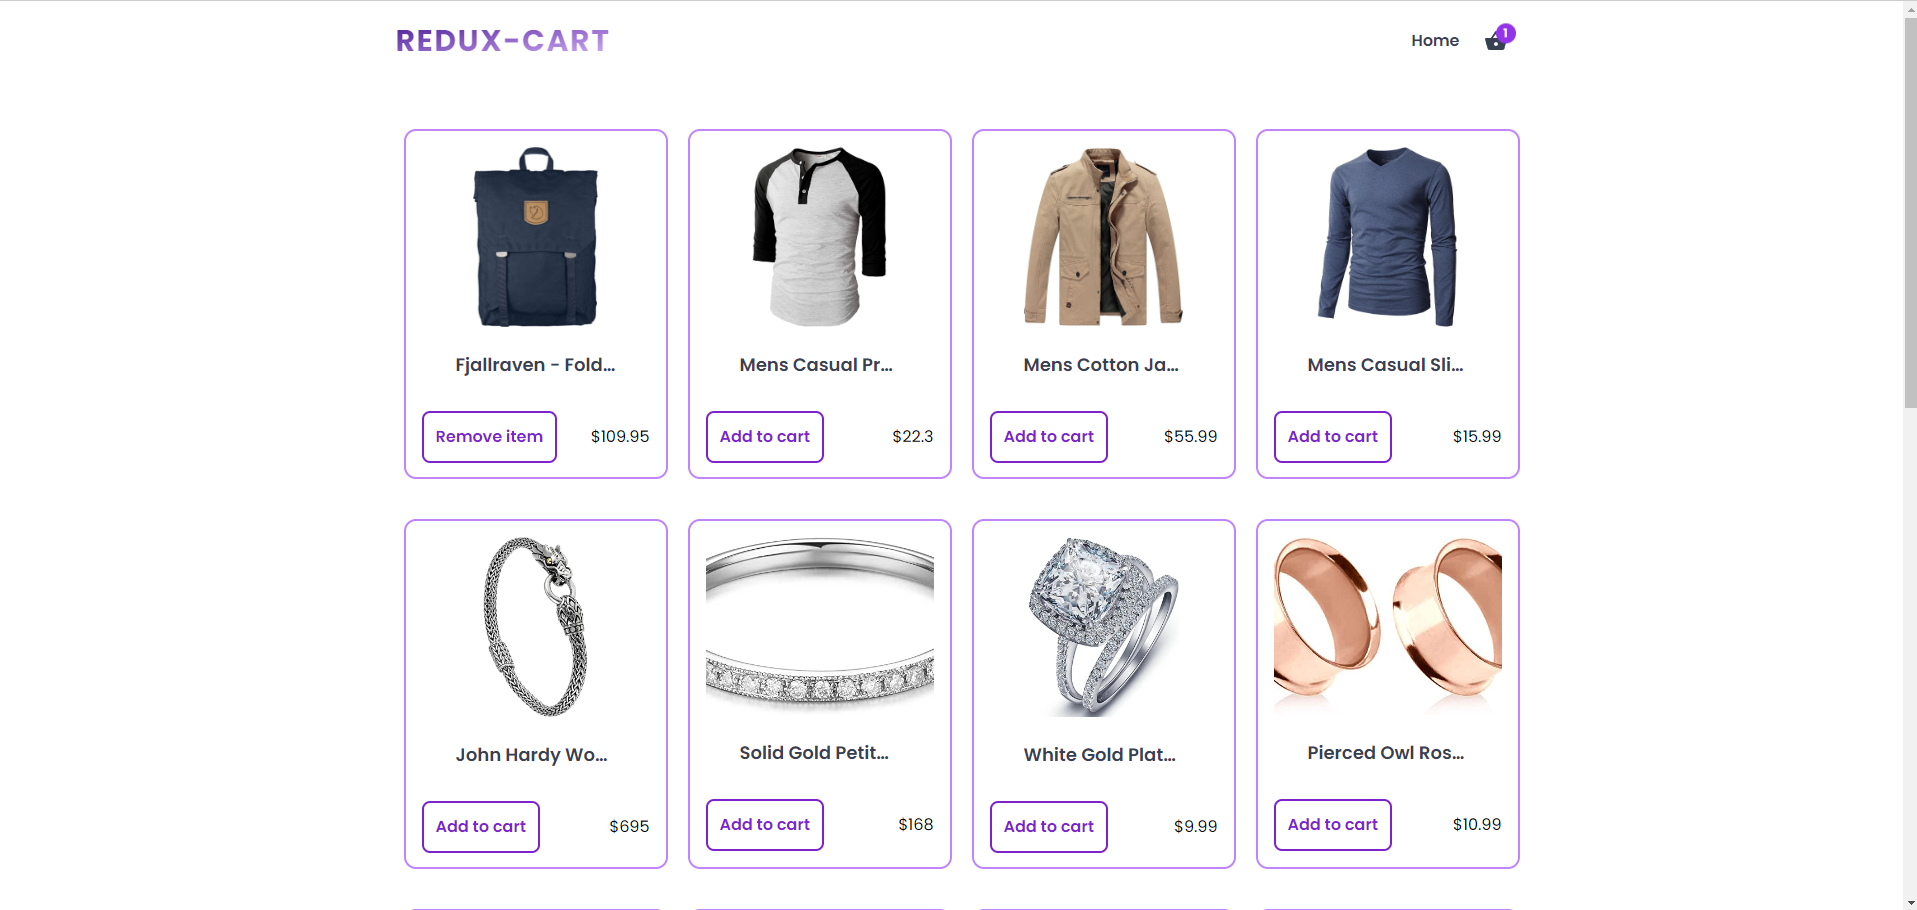 REDUX-CART
Home
1
Fjallraven - Fold...
Mens Casual Pr...
Mens Cotton Ja...
Mens Casual Sli...
Remove item $109.95
Add to cart $22.3
Add to cart $55.99
Add to cart $15.99
John Hardy Wo...
Solid Gold Petit...
White Gold Plat...
Pierced Owl Ros...
Add to cart $695
Add to cart $168
Add to cart $9.99
Add to cart $10.99